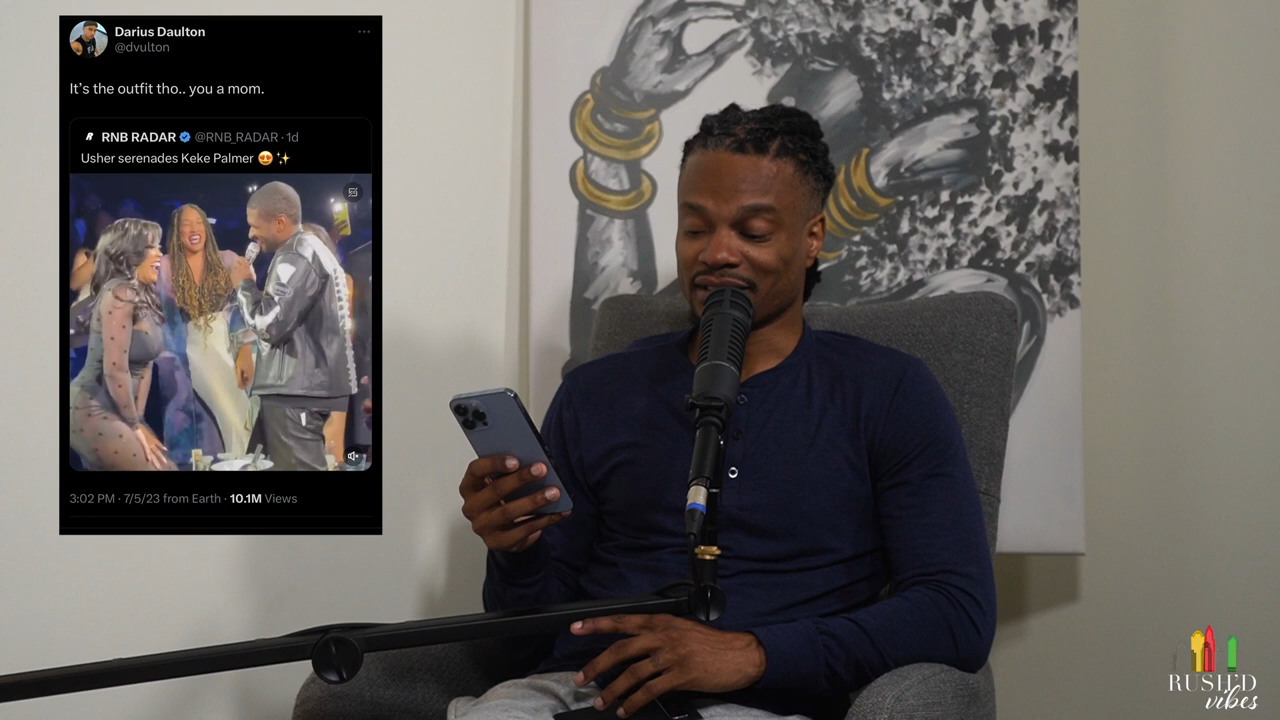 Darius Daulton
@dvulton
It's the outfit tho.. you a mom.
RNB RADAR @RNB_RADAR · 1d
Usher serenades Keke Palmer 😍✨
3:02 PM · 7/5/23 from Earth · 10.1M Views
RUSHED
vibes